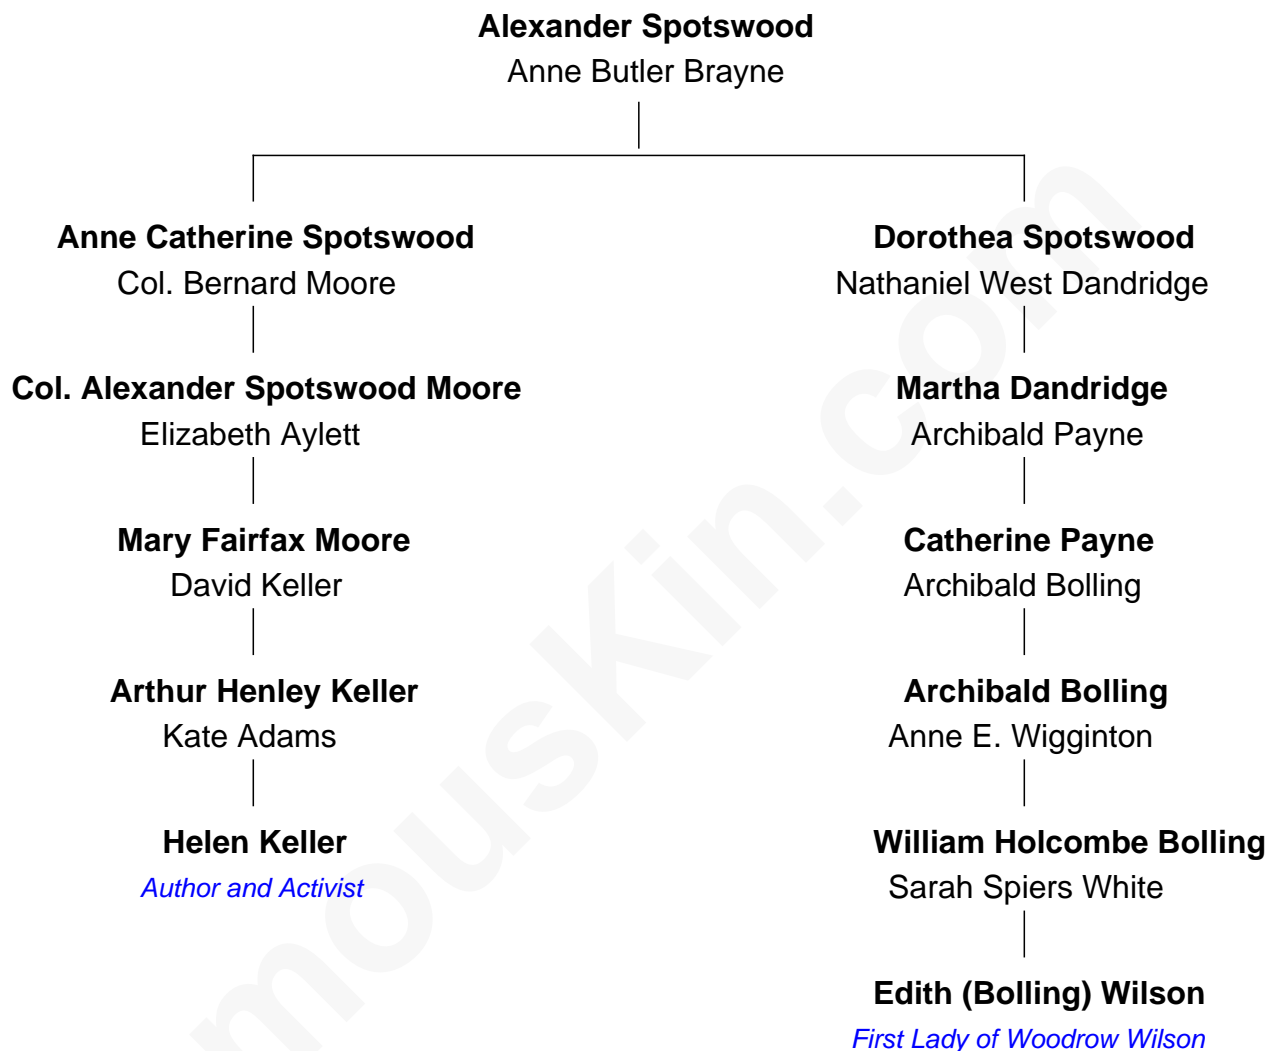 Alexander Spotswood
Anne Butler Brayne
Anne Catherine Spotswood
Col. Bernard Moore
Dorothea Spotswood
Nathaniel West Dandridge
Col. Alexander Spotswood Moore
Elizabeth Aylett
Martha Dandridge
Archibald Payne
Mary Fairfax Moore
David Keller
Catherine Payne
Archibald Bolling
Arthur Henley Keller
Kate Adams
Archibald Bolling
Anne E. Wigginton
Helen Keller
Author and Activist
William Holcombe Bolling
Sarah Spiers White
Edith (Bolling) Wilson
First Lady of Woodrow Wilson
mousKin.com